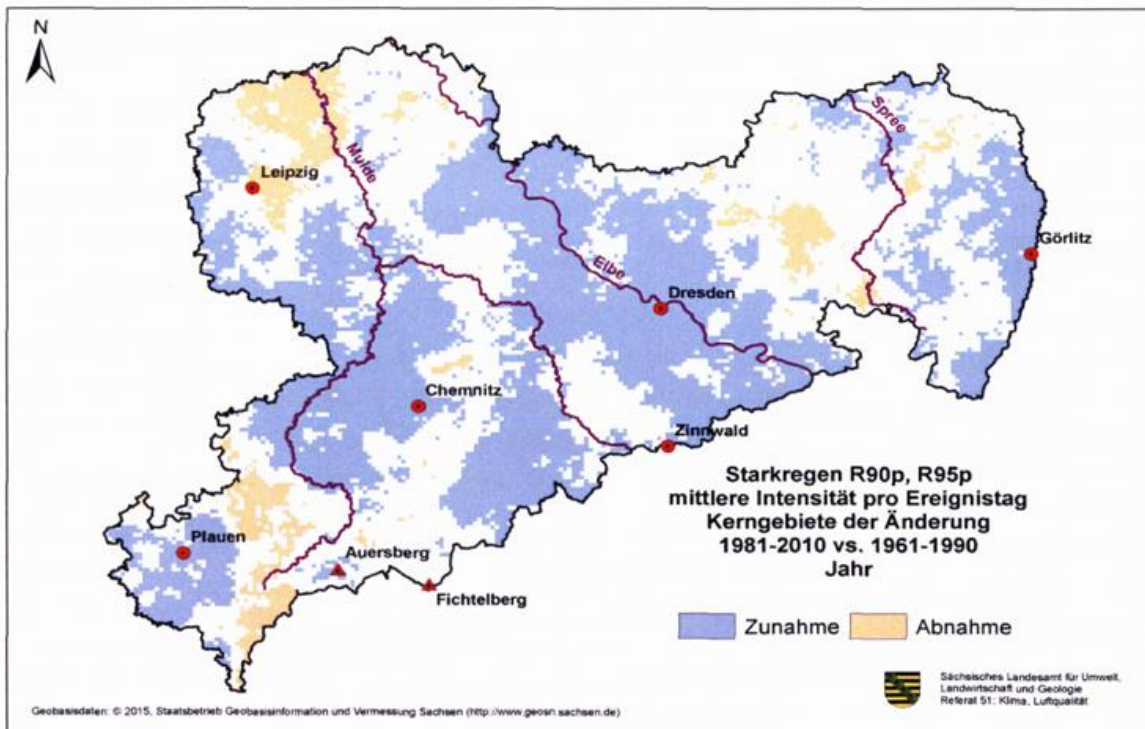 N
Leipzig
Mulde
Spree
Görlitz
Elbe
Dresden
Chemnitz
Zinnwald
Starkregen R90p, R95p
mittlere Intensität pro Ereignistag
Kerngebiete der Änderung
1981-2010 vs. 1961-1990
Jahr
Plauen
Auersberg
Fichtelberg
Zunahme
Abnahme
Sächsisches Landesamt für Umwelt,
Landwirtschaft und Geologie
Referat 51: Klima, Luftqualität
Geobasisdaten: © 2015, Staatsbetrieb Geobasisinformation und Vermessung Sachsen (http://www.geosn.sachsen.de)